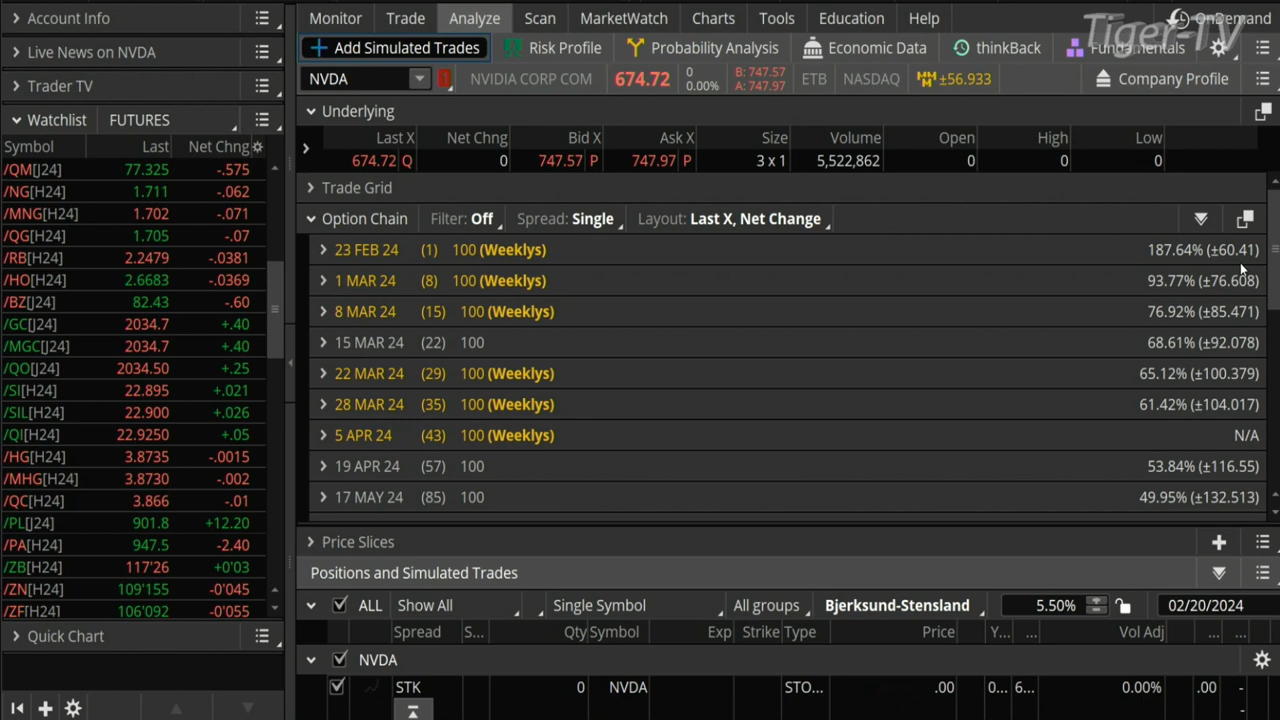 Account Info
Live News on NVDA
Trader TV
Watchlist FUTURES
Symbol Last Net Chng
/QM[J24] 77.325 -.575
/NG[H24] 1.711 -.062
/MNG[H24] 1.702 -.071
/QG[H24] 1.705 -.07
/RB[H24] 2.2479 -.0381
/HO[H24] 2.6683 -.0369
/BZ[J24] 82.43 -.60
/GC[J24] 2034.7 +.40
/MGC[J24] 2034.7 +.40
/QO[J24] 2034.50 +.25
/SI[H24] 22.895 +.021
/SIL[H24] 22.900 +.026
/QI[H24] 22.9250 +.05
/HG[H24] 3.8735 -.0015
/MHG[H24] 3.8730 -.002
/QC[H24] 3.866 -.01
/PL[J24] 901.8 +12.20
/PA[H24] 947.5 -2.40
/ZB[H24] 117'26 +0'03
/ZN[H24] 109'155 -0'045
/ZF[H24] 106'092 -0'055
Quick Chart
Monitor Trade Analyze Scan MarketWatch Charts Tools Education Help OnDemand
Tiger-TV
Add Simulated Trades Risk Profile Probability Analysis Economic Data thinkBack Fundamentals
NVDA 1 NVIDIA CORP COM 674.72 0 0.00% B: 747.57 A: 747.97 ETB NASDAQ ±56.933 Company Profile
Underlying
Last X Net Chng Bid X Ask X Size Volume Open High Low
674.72 Q 0 747.57 P 747.97 P 3 x 1 5,522,862 0 0 0
Trade Grid
Option Chain Filter: Off Spread: Single Layout: Last X, Net Change
23 FEB 24 (1) 100 (Weeklys) 187.64% (±60.41)
1 MAR 24 (8) 100 (Weeklys) 93.77% (±76.608)
8 MAR 24 (15) 100 (Weeklys) 76.92% (±85.471)
15 MAR 24 (22) 100 68.61% (±92.078)
22 MAR 24 (29) 100 (Weeklys) 65.12% (±100.379)
28 MAR 24 (35) 100 (Weeklys) 61.42% (±104.017)
5 APR 24 (43) 100 (Weeklys) N/A
19 APR 24 (57) 100 53.84% (±116.55)
17 MAY 24 (85) 100 49.95% (±132.513)
Price Slices
Positions and Simulated Trades
ALL Show All Single Symbol All groups Bjerksund-Stensland 5.50% 02/20/2024
Spread S... Qty Symbol Exp Strike Type Price Y... ... Vol Adj ... ...
NVDA
STK 0 NVDA STO... .00 0... 6... 0.00% .00 -
-